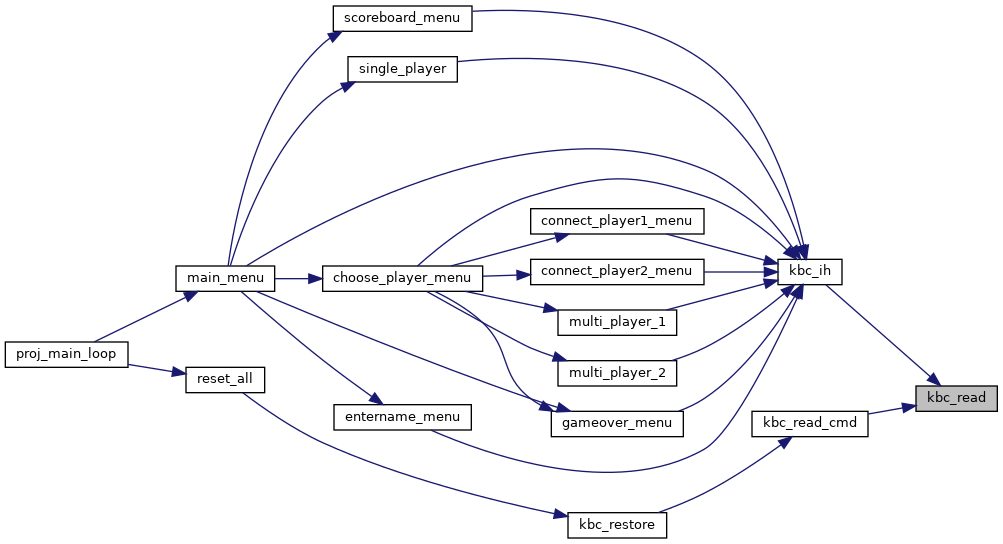 scoreboard_menu
single_player
connect_player1_menu
main_menu
choose_player_menu
connect_player2_menu
kbc_ih
multi_player_1
proj_main_loop
reset_all
multi_player_2
kbc_read
entername_menu
gameover_menu
kbc_read_cmd
kbc_restore